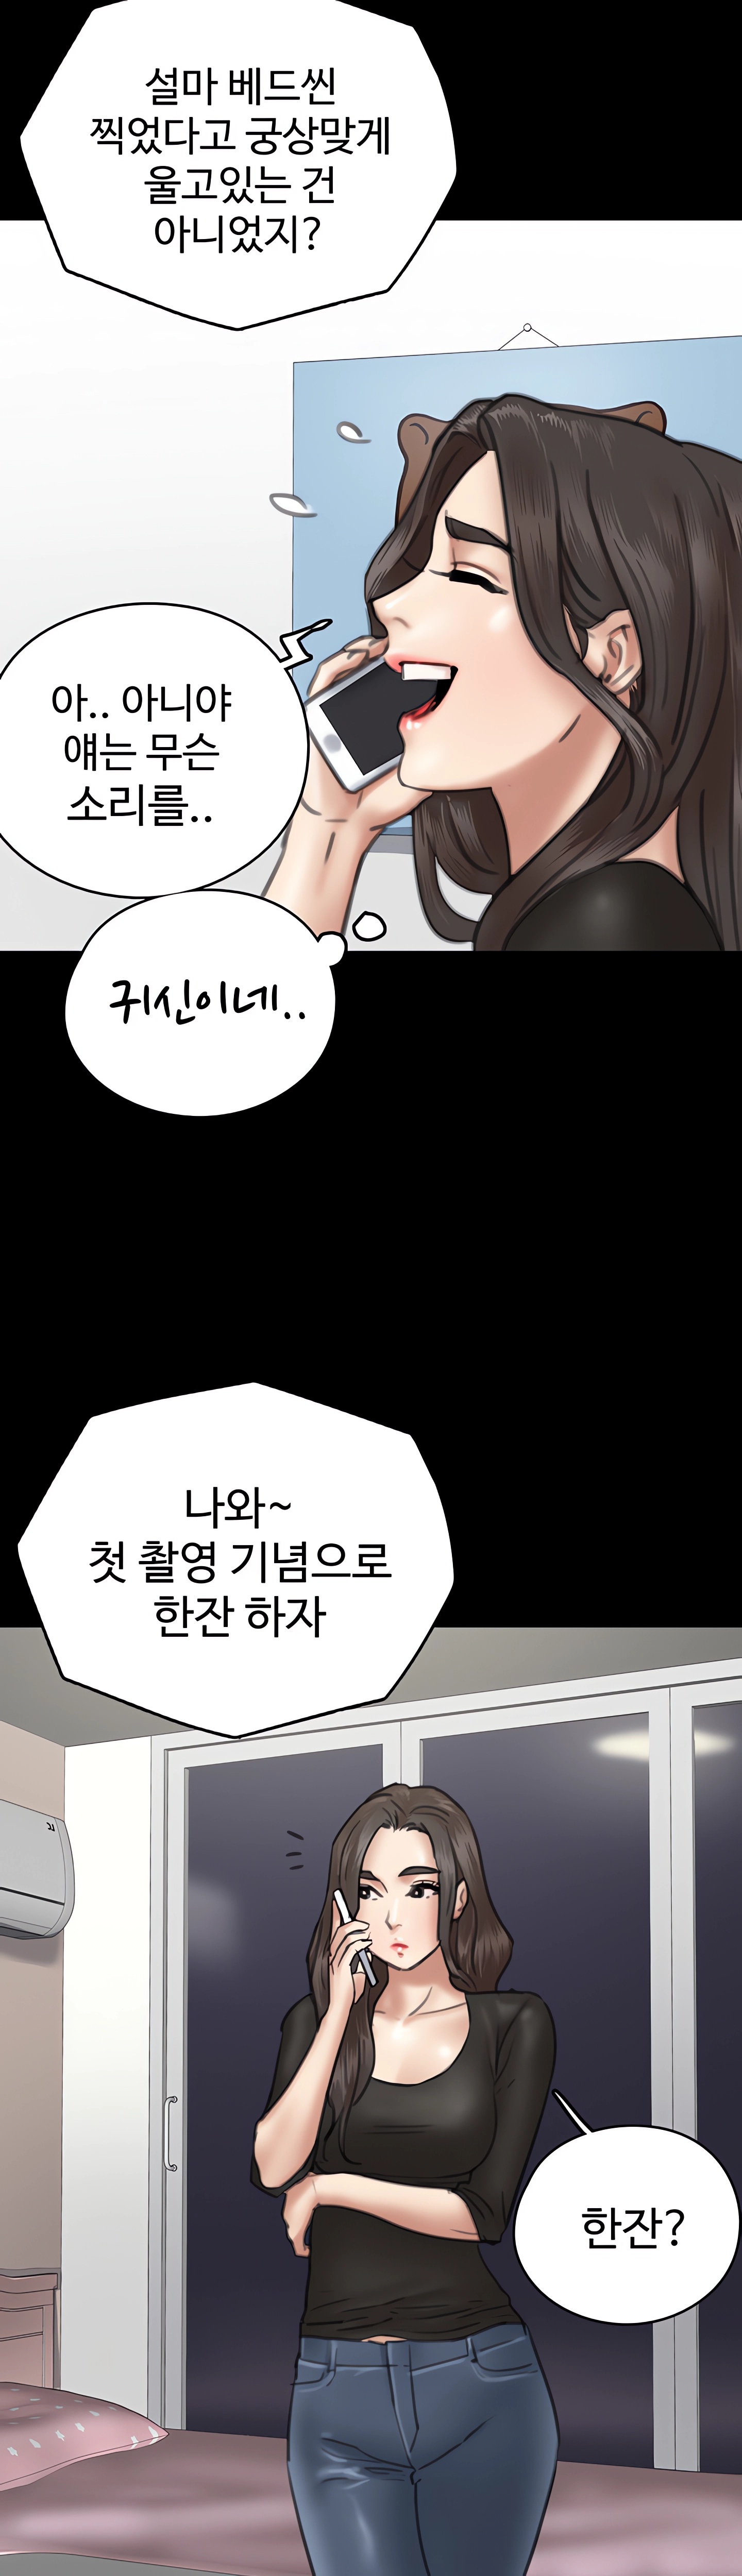 설마 베드씬
찍었다고 궁상맞게
울고있는 건
아니었지?
아.. 아니야
얘는 무슨
소리를..
귀신이네..
나와~
첫 촬영 기념으로
한잔 하자
한잔?